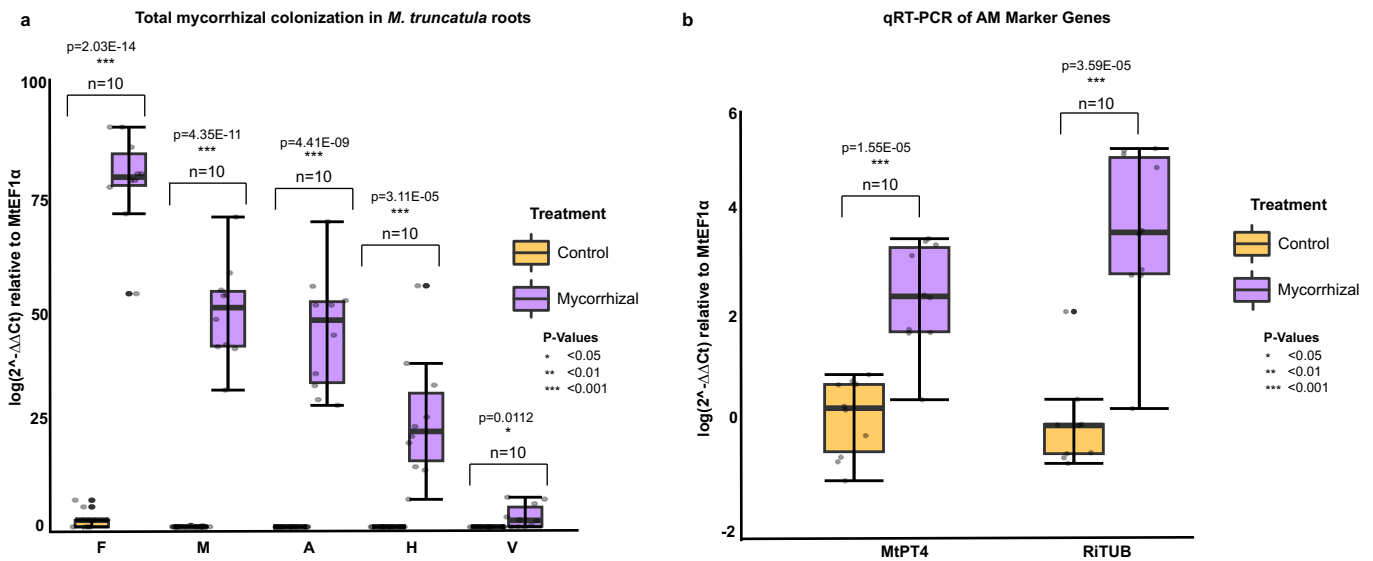 a
Total mycorrhizal colonization in M. truncatula roots
log(2^-ΔΔCt) relative to MtEF1α
100
75
50
25
0
p=2.03E-14
***
n=10
p=4.35E-11
***
n=10
p=4.41E-09
***
n=10
p=3.11E-05
***
n=10
p=0.0112
*
n=10
F M A H V
Treatment
Control
Mycorrhizal
P-Values
* <0.05
** <0.01
*** <0.001
b
qRT-PCR of AM Marker Genes
log(2^-ΔΔCt) relative to MtEF1α
6
4
2
0
-2
p=1.55E-05
***
n=10
p=3.59E-05
***
n=10
MtPT4 RiTUB
Treatment
Control
Mycorrhizal
P-Values
* <0.05
** <0.01
*** <0.001